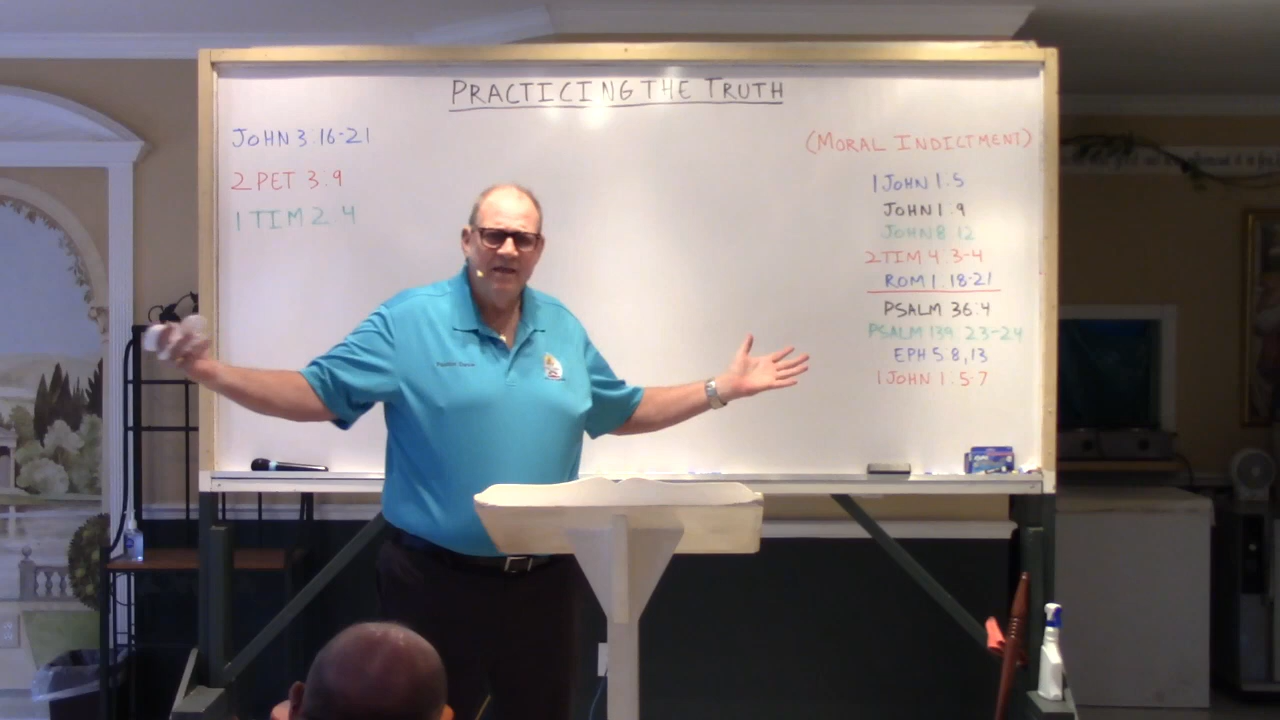 PRACTICING THE TRUTH
JOHN 3:16-21
2 PET 3:9
1 TIM 2:4
(MORAL INDICTMENT)
1 JOHN 1:5
JOHN 1:9
JOHN 8:12
2 TIM 4:3-4
ROM 1:18-21
PSALM 36:4
PSALM 139:23-24
EPH 5:8,13
1 JOHN 1:5-7